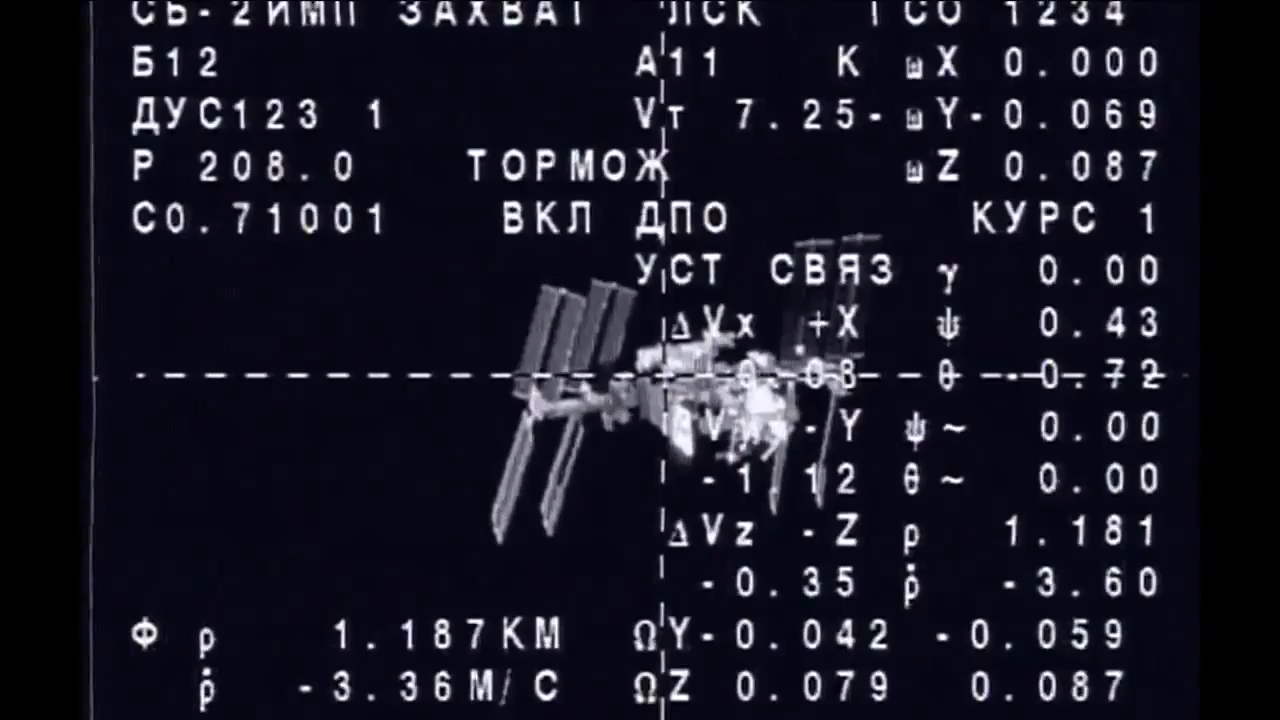 СБ-2ИМП ЗАХВАТ ЛСК ТСО 1234
Б12 А11 К ωX 0.000
ДУС123 1 Vт 7.25- ωY-0.069
Р 208.0 ТОРМОЖ ωZ 0.087
С0.71001 ВКЛ ДПО КУРС 1
УСТ СВЯЗ γ 0.00
ΔVx +X ψ 0.43
0.08 θ -0.72
-Y ψ~ 0.00
-1.12 θ~ 0.00
ΔVz -Z ρ 1.181
-0.35 ρ̇ -3.60
Ф ρ 1.187КМ ΩY-0.042 -0.059
ρ̇ -3.36М/С ΩZ 0.079 0.087